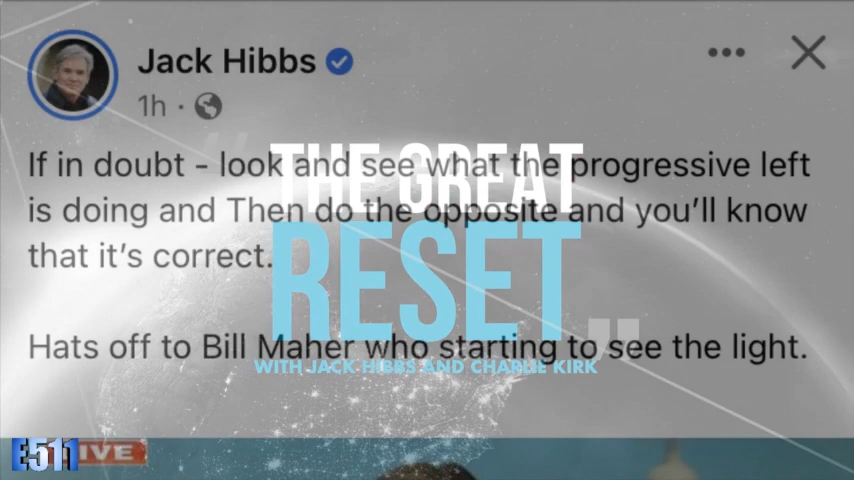 Jack Hibbs
1h ·
If in doubt - look and see what the progressive left
is doing and Then do the opposite and you'll know
that it's correct.
THE GREAT
RESET
Hats off to Bill Maher who starting to see the light.
WITH JACK HIBBS AND CHARLIE KIRK
E511
IVE